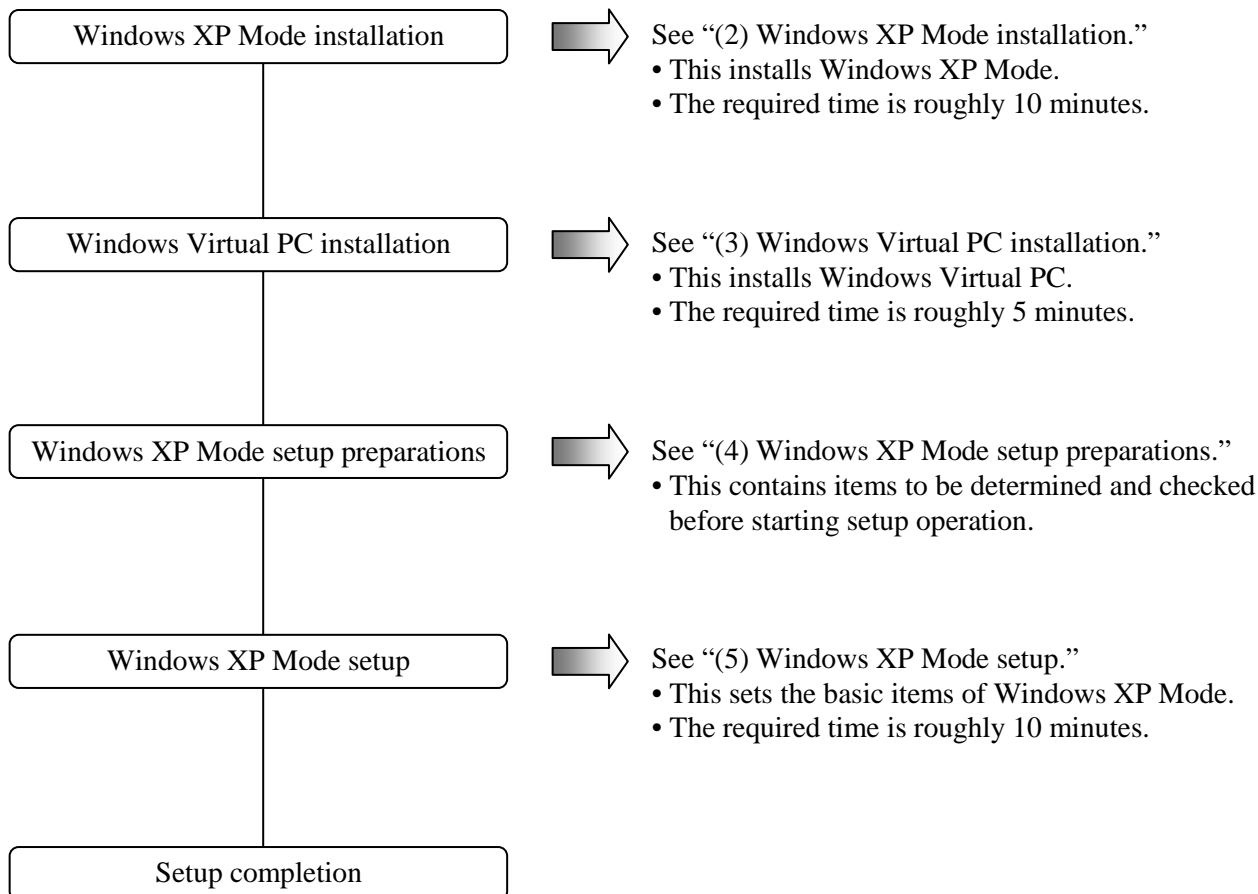 Windows XP Mode installation
See “(2) Windows XP Mode installation.”
• This installs Windows XP Mode.
• The required time is roughly 10 minutes.
Windows Virtual PC installation
See “(3) Windows Virtual PC installation.”
• This installs Windows Virtual PC.
• The required time is roughly 5 minutes.
Windows XP Mode setup preparations
See “(4) Windows XP Mode setup preparations.”
• This contains items to be determined and checked
before starting setup operation.
Windows XP Mode setup
See “(5) Windows XP Mode setup.”
• This sets the basic items of Windows XP Mode.
• The required time is roughly 10 minutes.
Setup completion